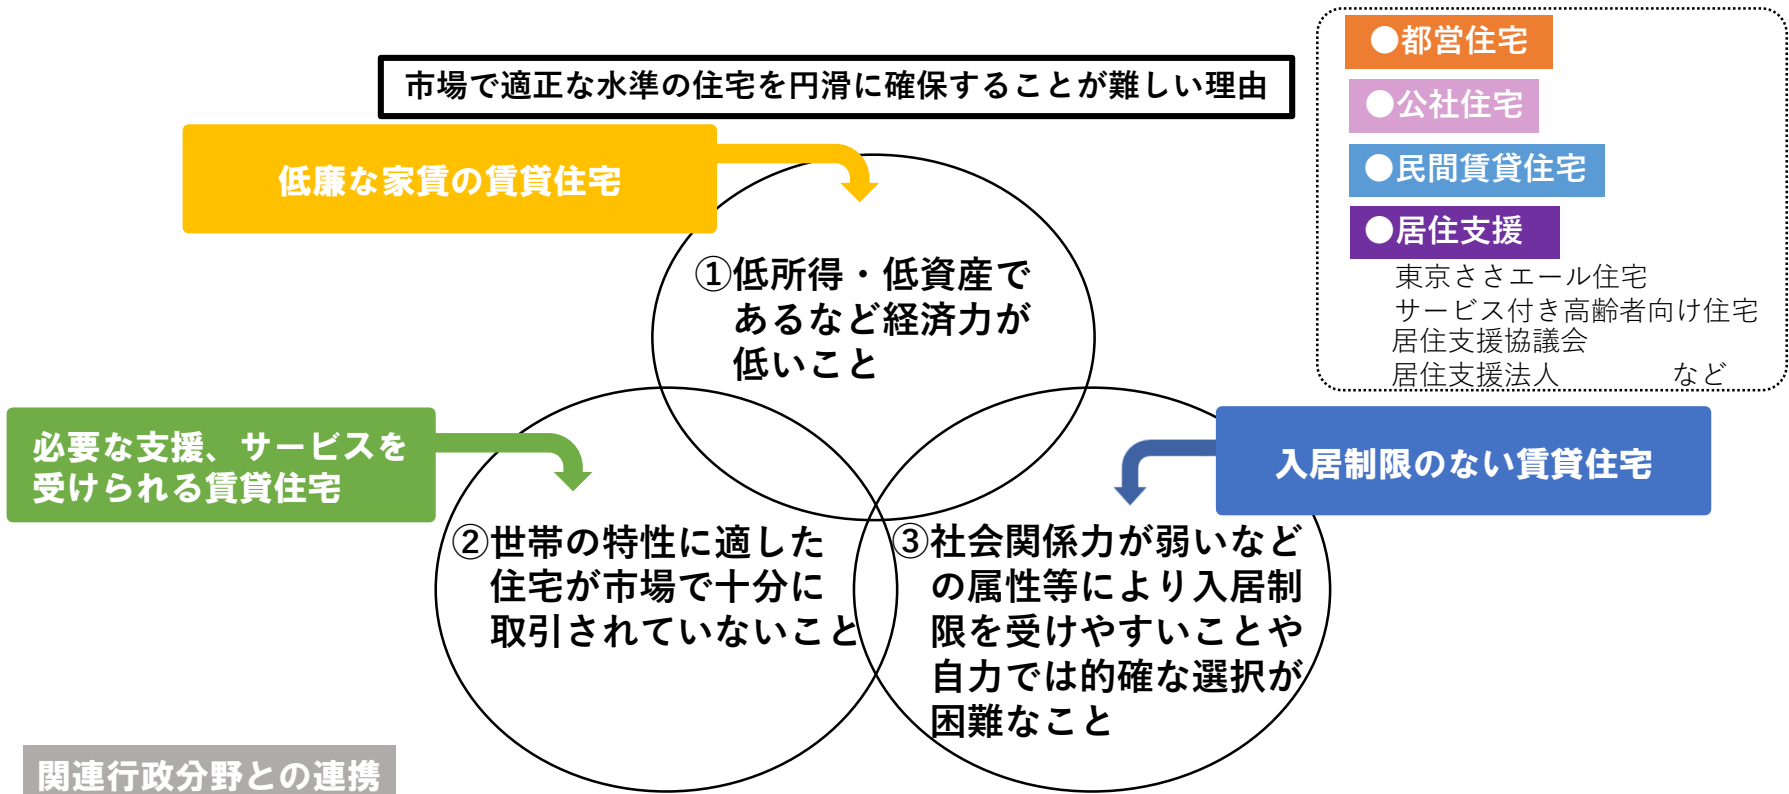 市場で適正な水準の住宅を円滑に確保することが難しい理由
低廉な家賃の賃貸住宅
①低所得・低資産で
あるなど経済力が
低いこと
必要な支援、サービスを
受けられる賃貸住宅
②世帯の特性に適した
住宅が市場で十分に
取引されていないこと
入居制限のない賃貸住宅
③社会関係力が弱いなど
の属性等により入居制
限を受けやすいことや
自力では的確な選択が
困難なこと
関連行政分野との連携
●都営住宅
●公社住宅
●民間賃貸住宅
●居住支援
東京ささエール住宅
サービス付き高齢者向け住宅
居住支援協議会
居住支援法人 など